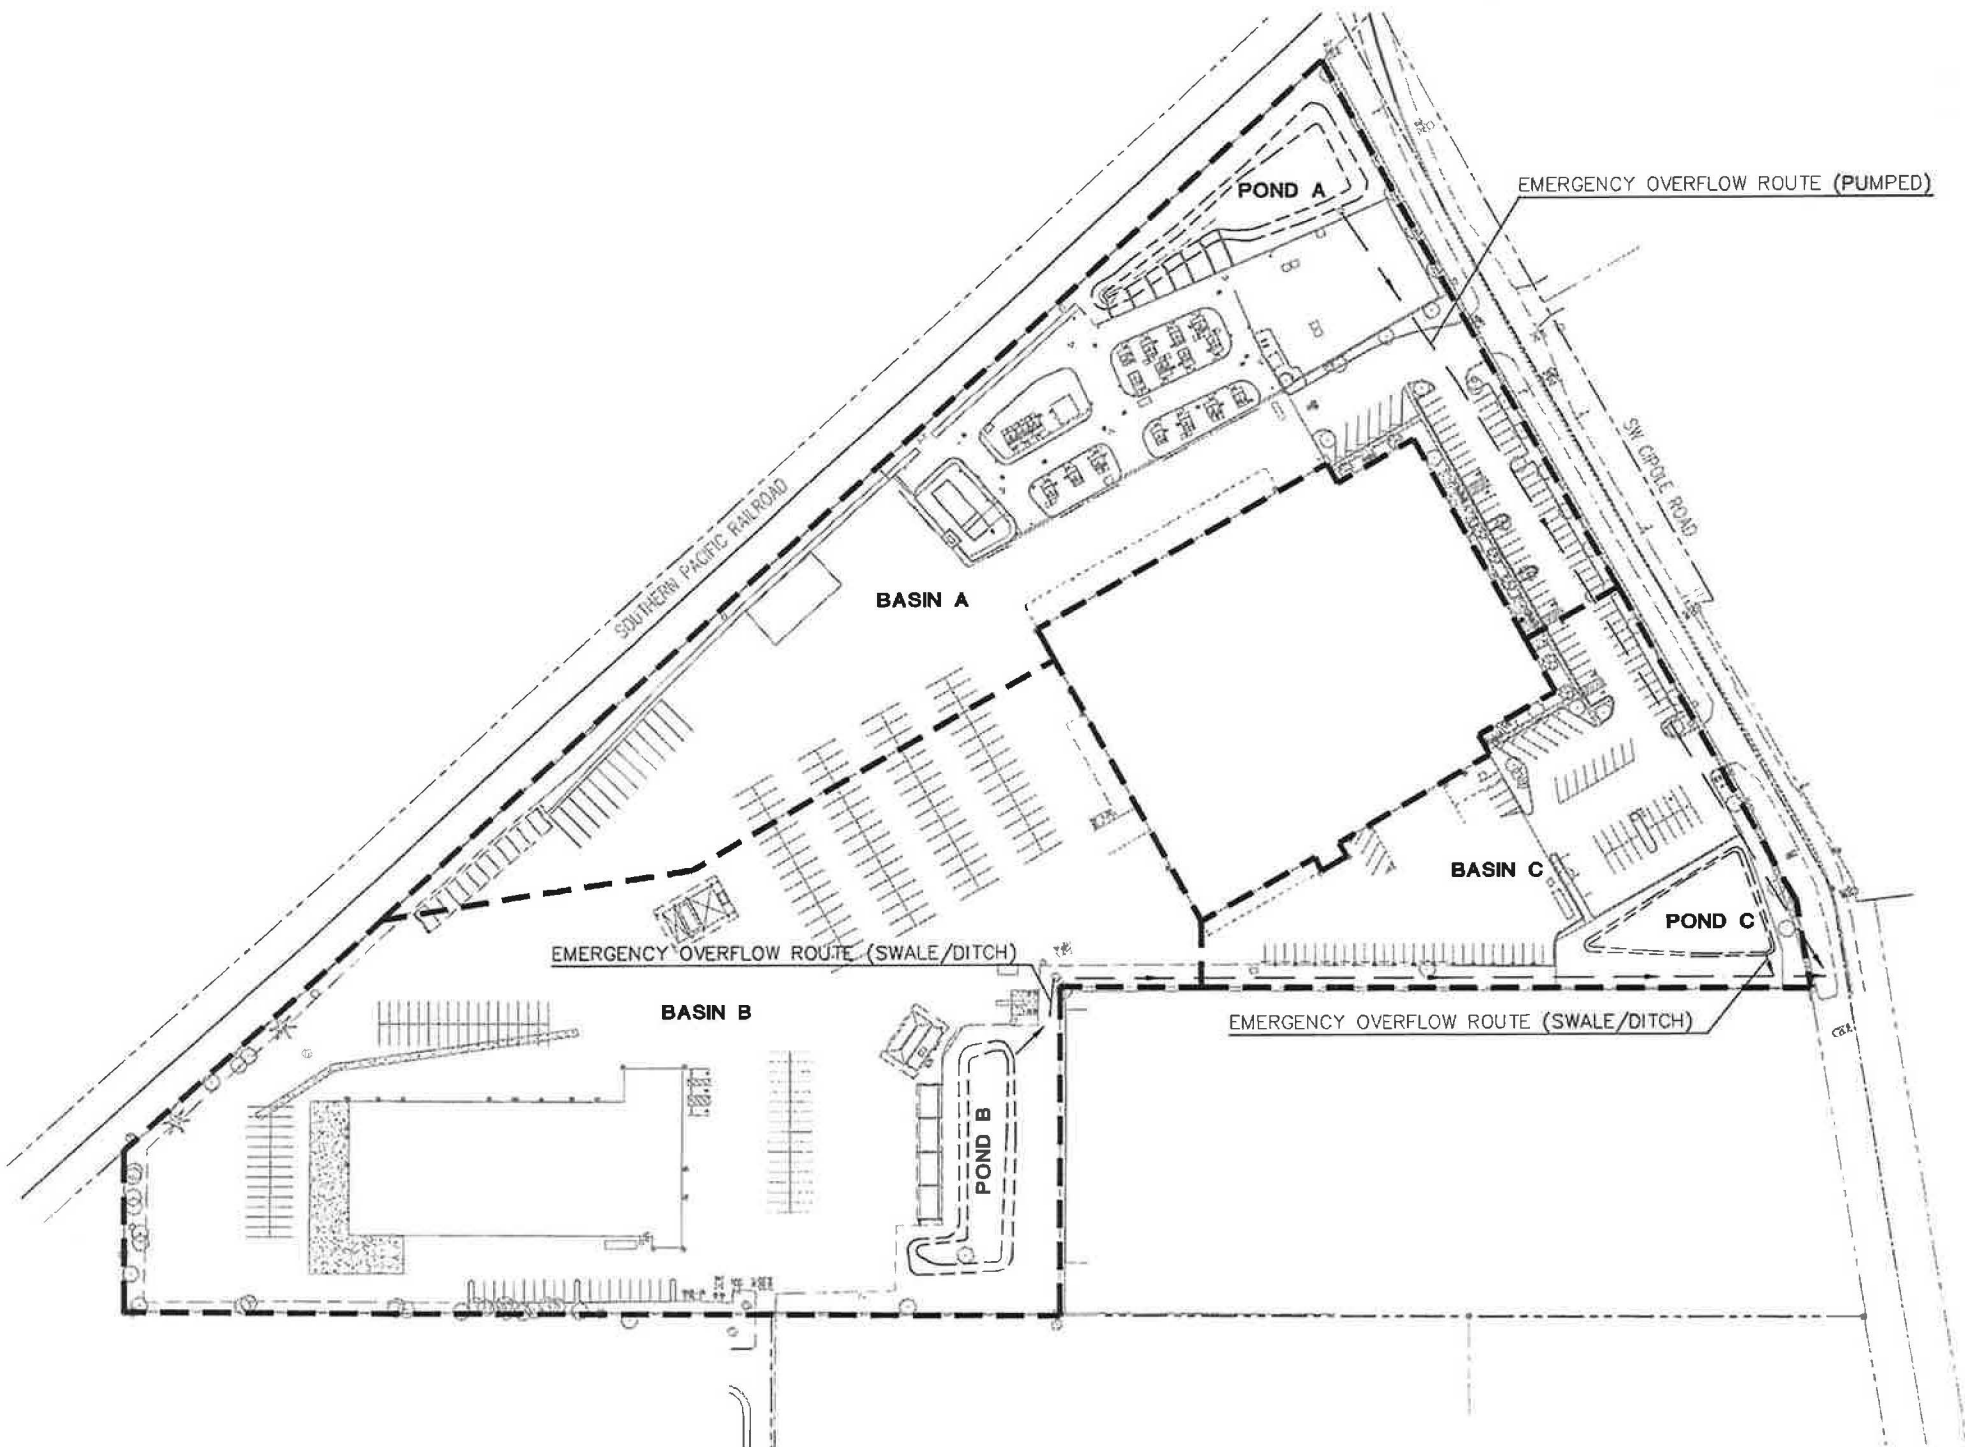 POND A
EMERGENCY OVERFLOW ROUTE (PUMPED)
SW CIPOLE ROAD
SOUTHERN PACIFIC RAILROAD
BASIN A
BASIN C
POND C
EMERGENCY OVERFLOW ROUTE (SWALE/DITCH)
BASIN B
EMERGENCY OVERFLOW ROUTE (SWALE/DITCH)
POND B